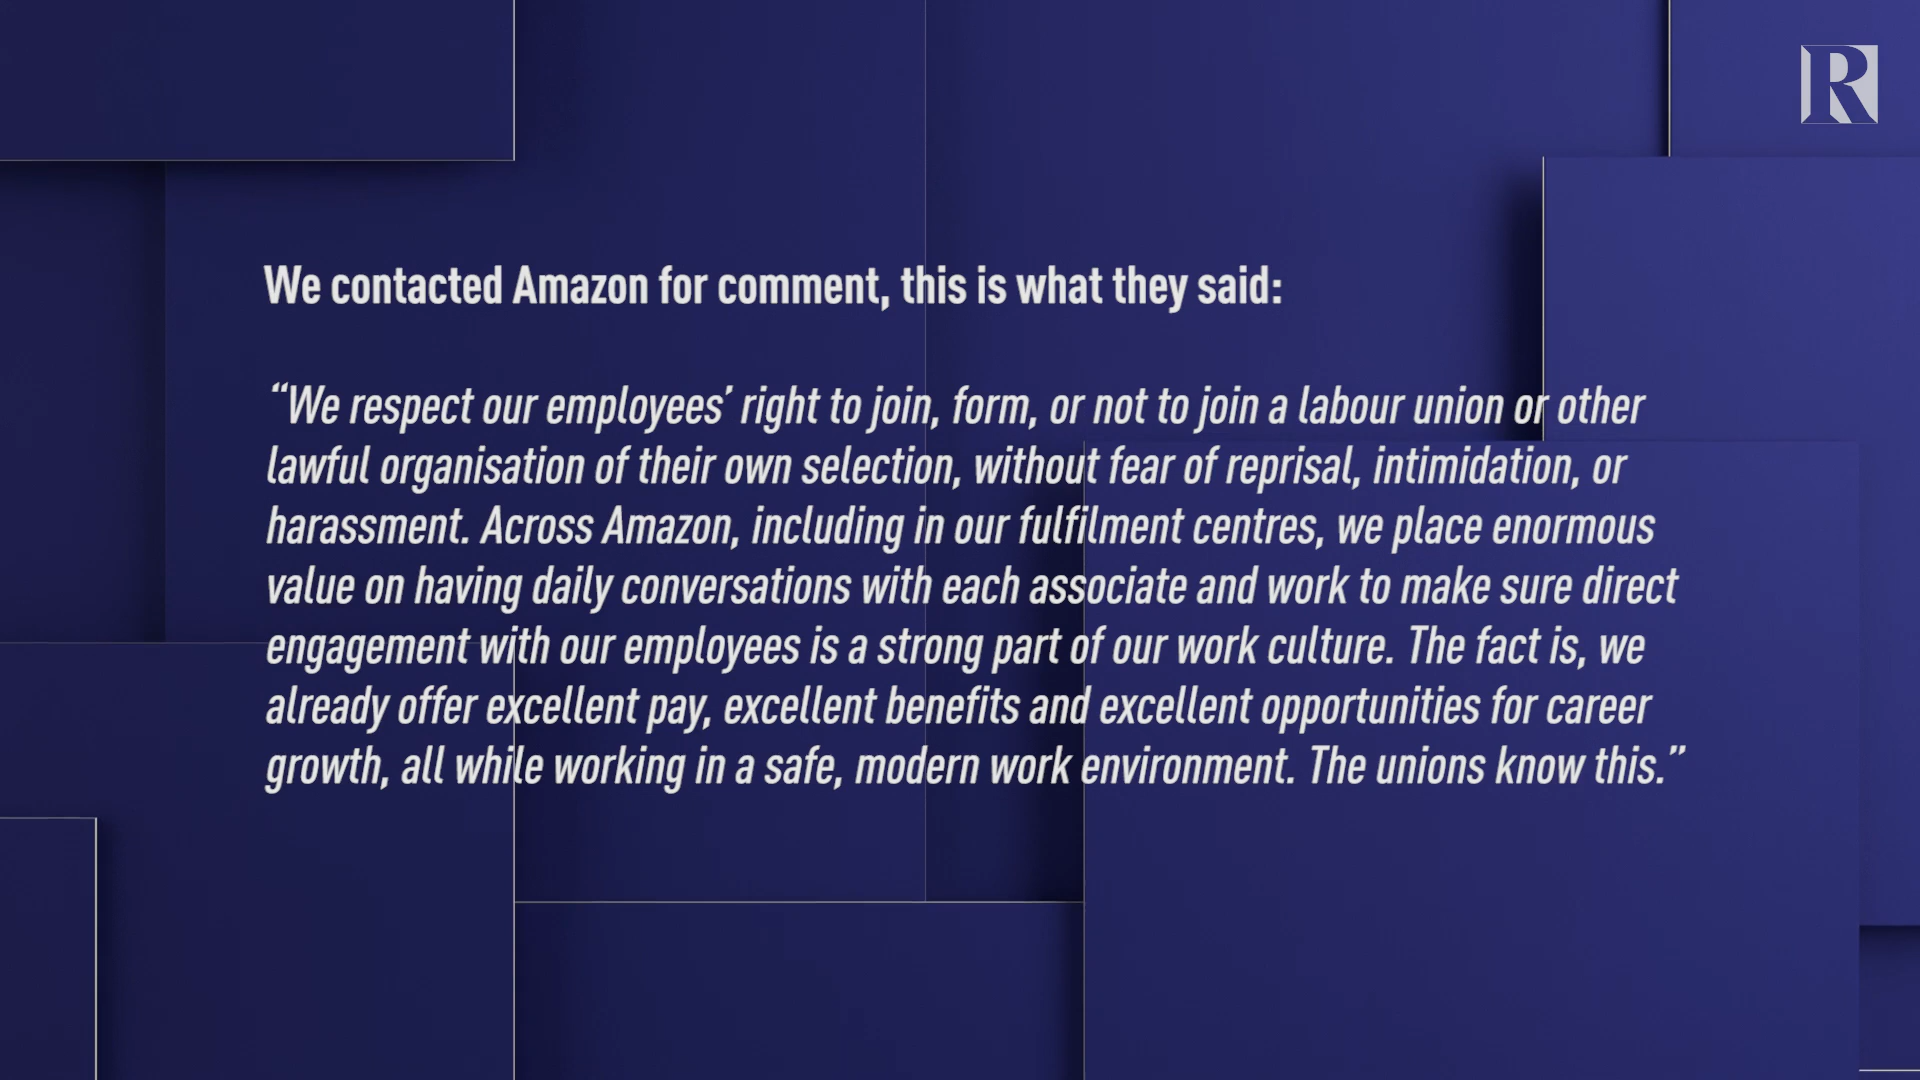 R
We contacted Amazon for comment, this is what they said:
“We respect our employees’ right to join, form, or not to join a labour union or other
lawful organisation of their own selection, without fear of reprisal, intimidation, or
harassment. Across Amazon, including in our fulfilment centres, we place enormous
value on having daily conversations with each associate and work to make sure direct
engagement with our employees is a strong part of our work culture. The fact is, we
already offer excellent pay, excellent benefits and excellent opportunities for career
growth, all while working in a safe, modern work environment. The unions know this.”